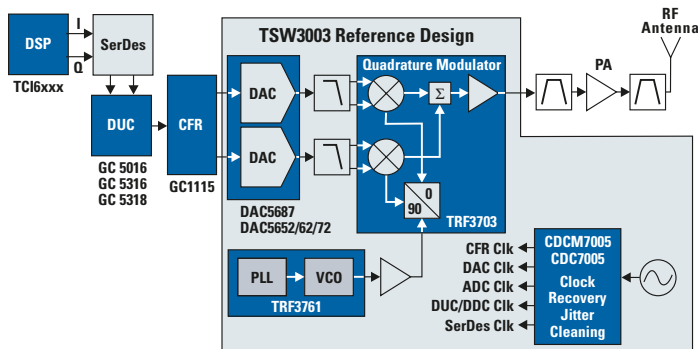 RF
Antenna
TSW3003 Reference Design
I
DSP
Q
SerDes
TCI6xxx
Quadrature Modulator
PA
DAC
Σ
DUC
CFR
DAC
GC 5016
GC 5316
GC 5318
GC1115
0
90
DAC5687
DAC5652/62/72
TRF3703
PLL
VCO
TRF3761
CFR Clk
DAC Clk
ADC Clk
DUC/DDC Clk
SerDes Clk
CDCM7005
CDC7005
Clock
Recovery
Jitter
Cleaning